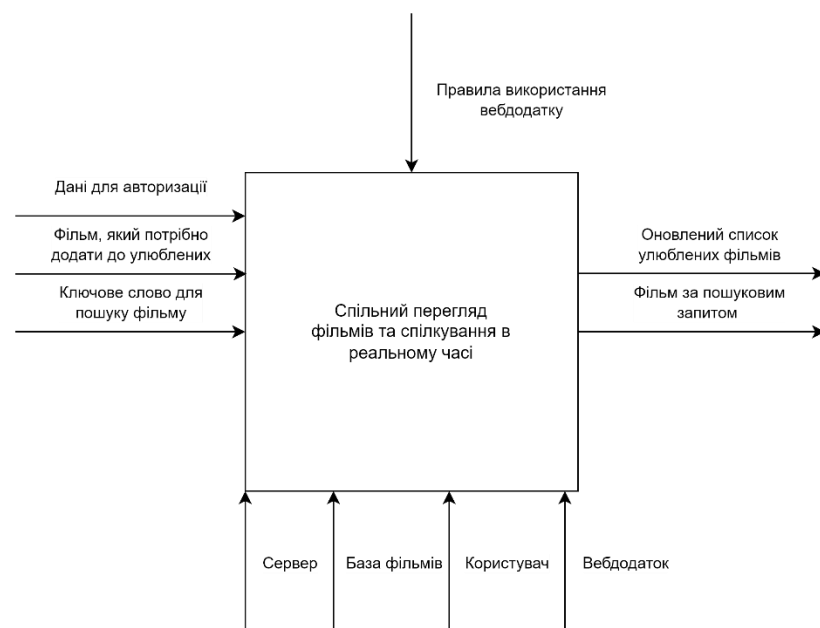 Правила використання
вебдодатку
Дані для авторизації
Фільм, який потрібно
додати до улюблених
Ключове слово для
пошуку фільму
Спільний перегляд
фільмів та спілкування в
реальному часі
Оновлений список
улюблених фільмів
Фільм за пошуковим
запитом
Сервер
База фільмів
Користувач
Вебдодаток